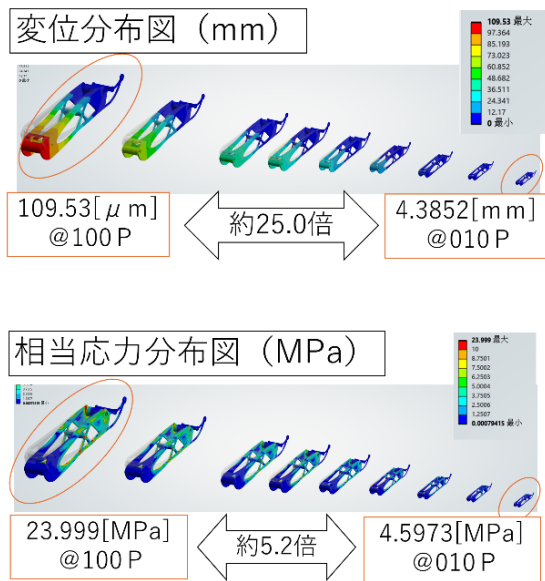 変位分布図（mm）
109.53 最大
97.364
85.193
73.023
60.852
48.682
36.511
24.341
12.17
0 最小
109.53[μm]
@100P
約25.0倍
4.3852[mm]
@010P
相当応力分布図（MPa）
23.999 最大
10
8.7501
7.5002
6.2503
5.0004
3.7505
2.5006
1.2507
0.00079415 最小
23.999[MPa]
@100P
約5.2倍
4.5973[MPa]
@010P